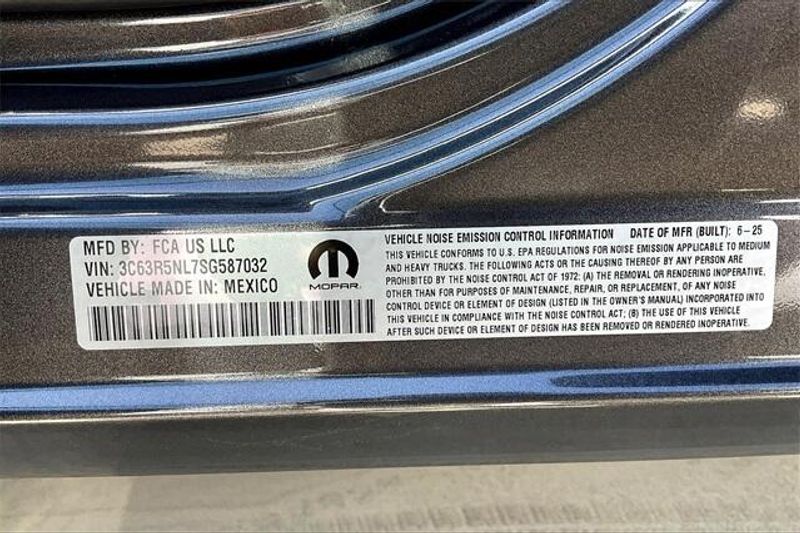 MFD BY: FCA US LLC
VIN: 3C63R5NL7SG587032
VEHICLE MADE IN: MEXICO
MOPAR
VEHICLE NOISE EMISSION CONTROL INFORMATION DATE OF MFR (BUILT): 6-25
THIS VEHICLE CONFORMS TO U.S. EPA REGULATIONS FOR NOISE EMISSION APPLICABLE TO MEDIUM
AND HEAVY TRUCKS. THE FOLLOWING ACTS OR THE CAUSING THEREOF BY ANY PERSON ARE
PROHIBITED BY THE NOISE CONTROL ACT OF 1972: (A) THE REMOVAL OR RENDERING INOPERATIVE,
OTHER THAN FOR PURPOSES OF MAINTENANCE, REPAIR, OR REPLACEMENT, OF ANY NOISE
CONTROL DEVICE OR ELEMENT OF DESIGN (LISTED IN THE OWNER'S MANUAL) INCORPORATED INTO
THIS VEHICLE IN COMPLIANCE WITH THE NOISE CONTROL ACT; (B) THE USE OF THIS VEHICLE
AFTER SUCH DEVICE OR ELEMENT OF DESIGN HAS BEEN REMOVED OR RENDERED INOPERATIVE.